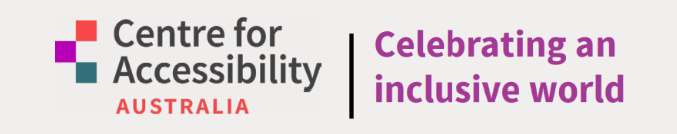 Centre for
Accessibility
AUSTRALIA
Celebrating an
inclusive world